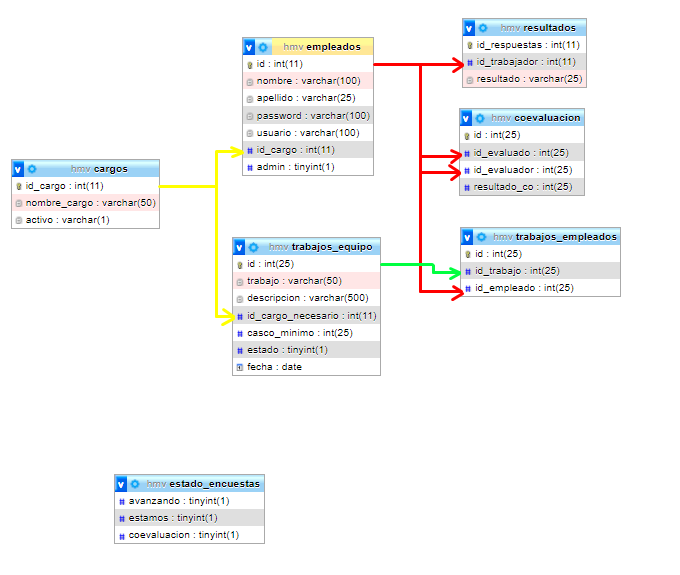 hmv cargos
id_cargo : int(11)
nombre_cargo : varchar(50)
activo : varchar(1)
hmv empleados
id : int(11)
nombre : varchar(100)
apellido : varchar(25)
password : varchar(100)
usuario : varchar(100)
id_cargo : int(11)
admin : tinyint(1)
hmv trabajos_equipo
id : int(25)
trabajo : varchar(50)
descripcion : varchar(500)
id_cargo_necesario : int(11)
casco_minimo : int(25)
estado : tinyint(1)
fecha : date
hmv resultados
id_respuestas : int(11)
id_trabajador : int(11)
resultado : varchar(25)
hmv coevaluacion
id : int(25)
id_evaluado : int(25)
id_evaluador : int(25)
resultado_co : int(25)
hmv trabajos_empleados
id : int(25)
id_trabajo : int(25)
id_empleado : int(25)
hmv estado_encuestas
avanzando : tinyint(1)
estamos : tinyint(1)
coevaluacion : tinyint(1)